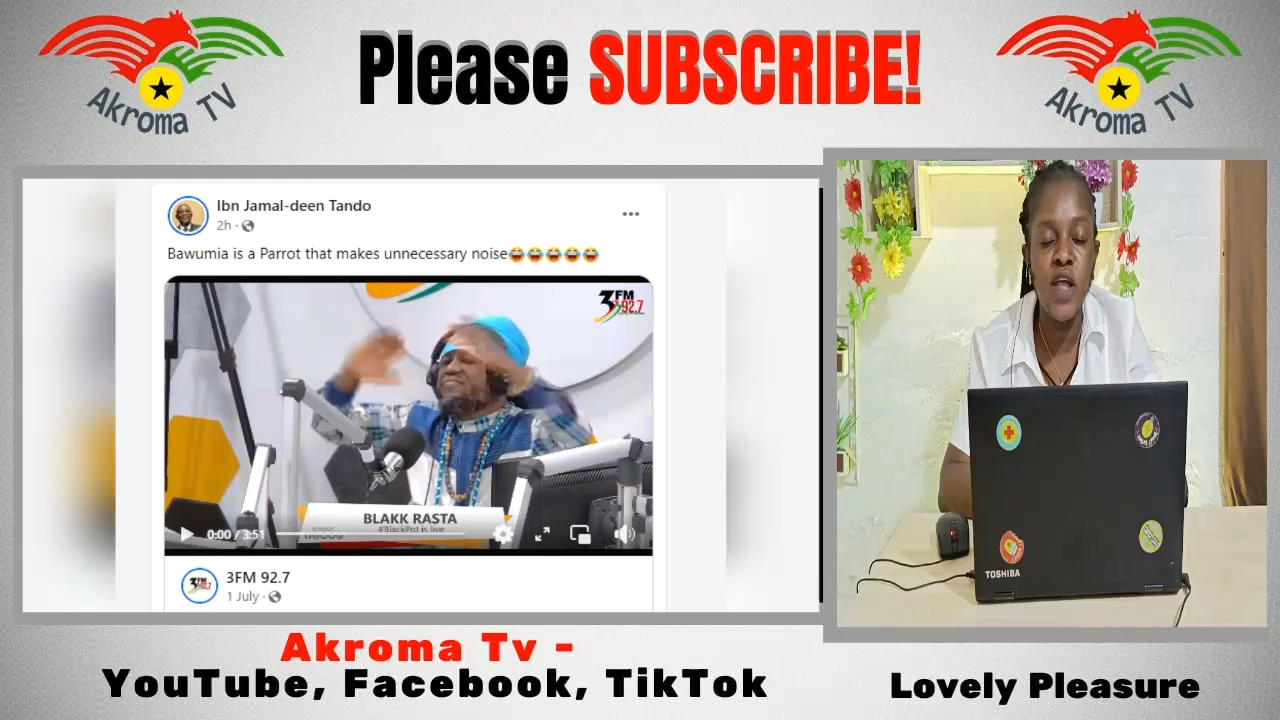 Please SUBSCRIBE!
Akroma TV
Akroma TV
Ibn Jamal-deen Tando
2h
Bawumia is a Parrot that makes unnecessary noise
3FM
92.7
BLAKK RASTA
#BlackPot is live
0:00 / 3:51
3FM 92.7
1 July
TOSHIBA
Akroma Tv -
YouTube, Facebook, TikTok
Lovely Pleasure